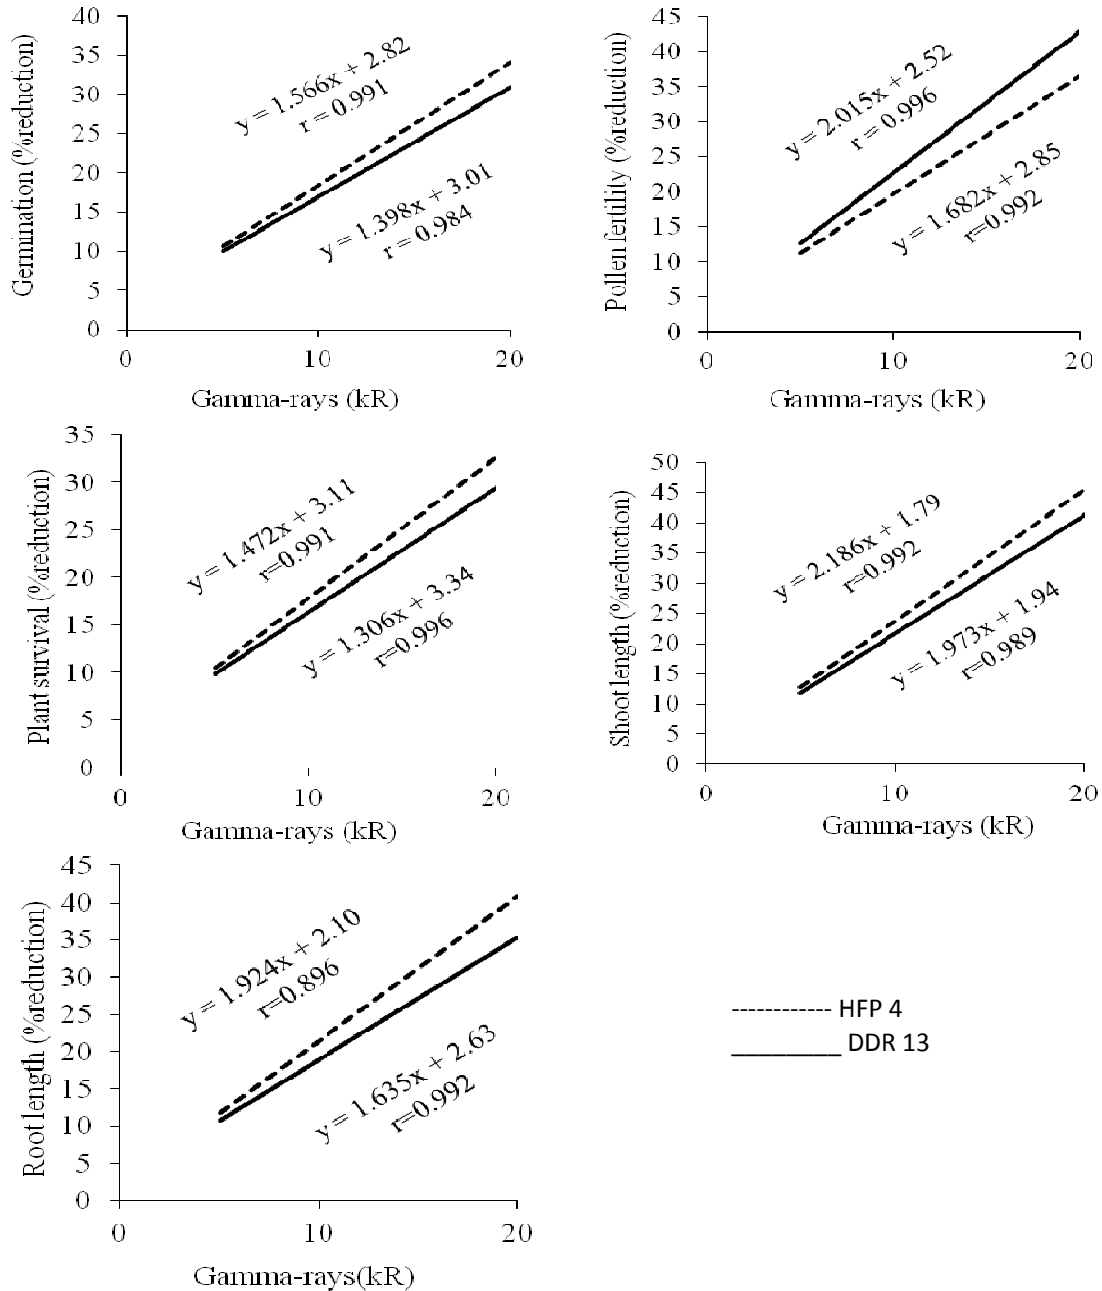 Germination (%reduction)
40
35
30
25
20
15
10
5
0
y = 1.566x + 2.82
r = 0.991
y = 1.398x + 3.01
r = 0.984
0 10 20
Gamma-rays (kR)
Pollen fertility (%reduction)
45
40
35
30
25
20
15
10
5
0
y = 2.015x + 2.52
r = 0.996
y = 1.682x + 2.85
r=0.992
0 10 20
Gamma-rays (kR)
Plant survival (%reduction)
35
30
25
20
15
10
5
0
y = 1.472x + 3.11
r=0.991
y = 1.306x + 3.34
r=0.996
0 10 20
Gamma-rays (kR)
Shoot length (%reduction)
50
45
40
35
30
25
20
15
10
5
0
y = 2.186x + 1.79
r=0.992
y = 1.973x + 1.94
r=0.989
0 10 20
Gamma-rays (kR)
Root length (%reduction)
45
40
35
30
25
20
15
10
5
0
y = 1.924x + 2.10
r=0.896
y = 1.635x + 2.63
r=0.992
0 10 20
Gamma-rays(kR)
------------- HFP 4
___________ DDR 13